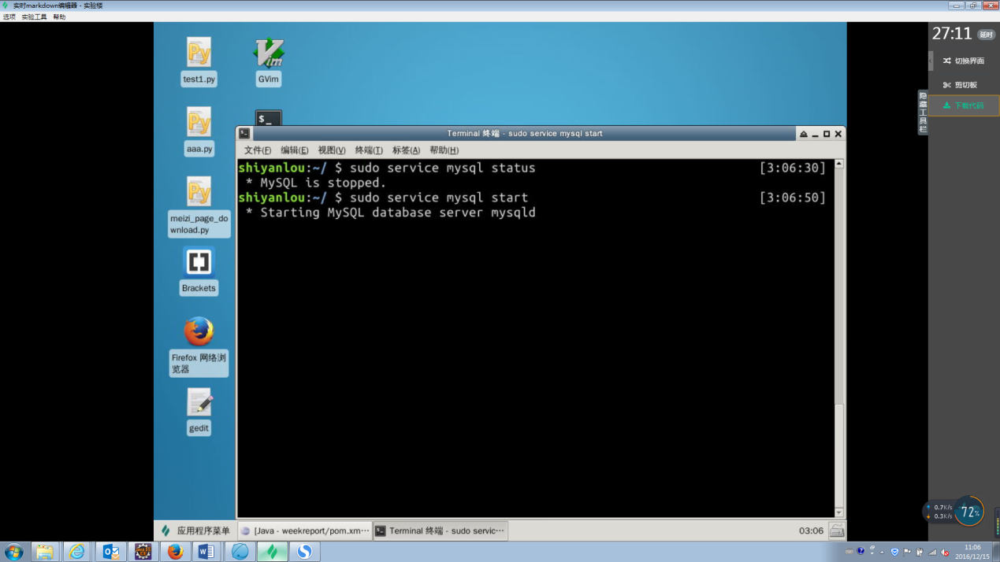 实时markdown编辑器 - 实验楼
选项 实验工具 帮助
27:11 延时
切换界面
剪切板
下载代码
隐藏工具栏
test1.py
GVim
aaa.py
meizi_page_do
wnload.py
Brackets
Firefox 网络浏
览器
gedit
Terminal 终端 - sudo service mysql start
文件(F) 编辑(E) 视图(V) 终端(T) 标签(A) 帮助(H)
shiyanlou:~/ $ sudo service mysql status [3:06:30]
* MySQL is stopped.
shiyanlou:~/ $ sudo service mysql start [3:06:50]
* Starting MySQL database server mysqld
0.7K/s
0.3K/s
72%
应用程序菜单 [Java - weekreport/pom.xm··· Terminal 终端 - sudo servic··· 03:06
11:06
2016/12/15